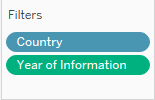 Filters
Country
Year of Information